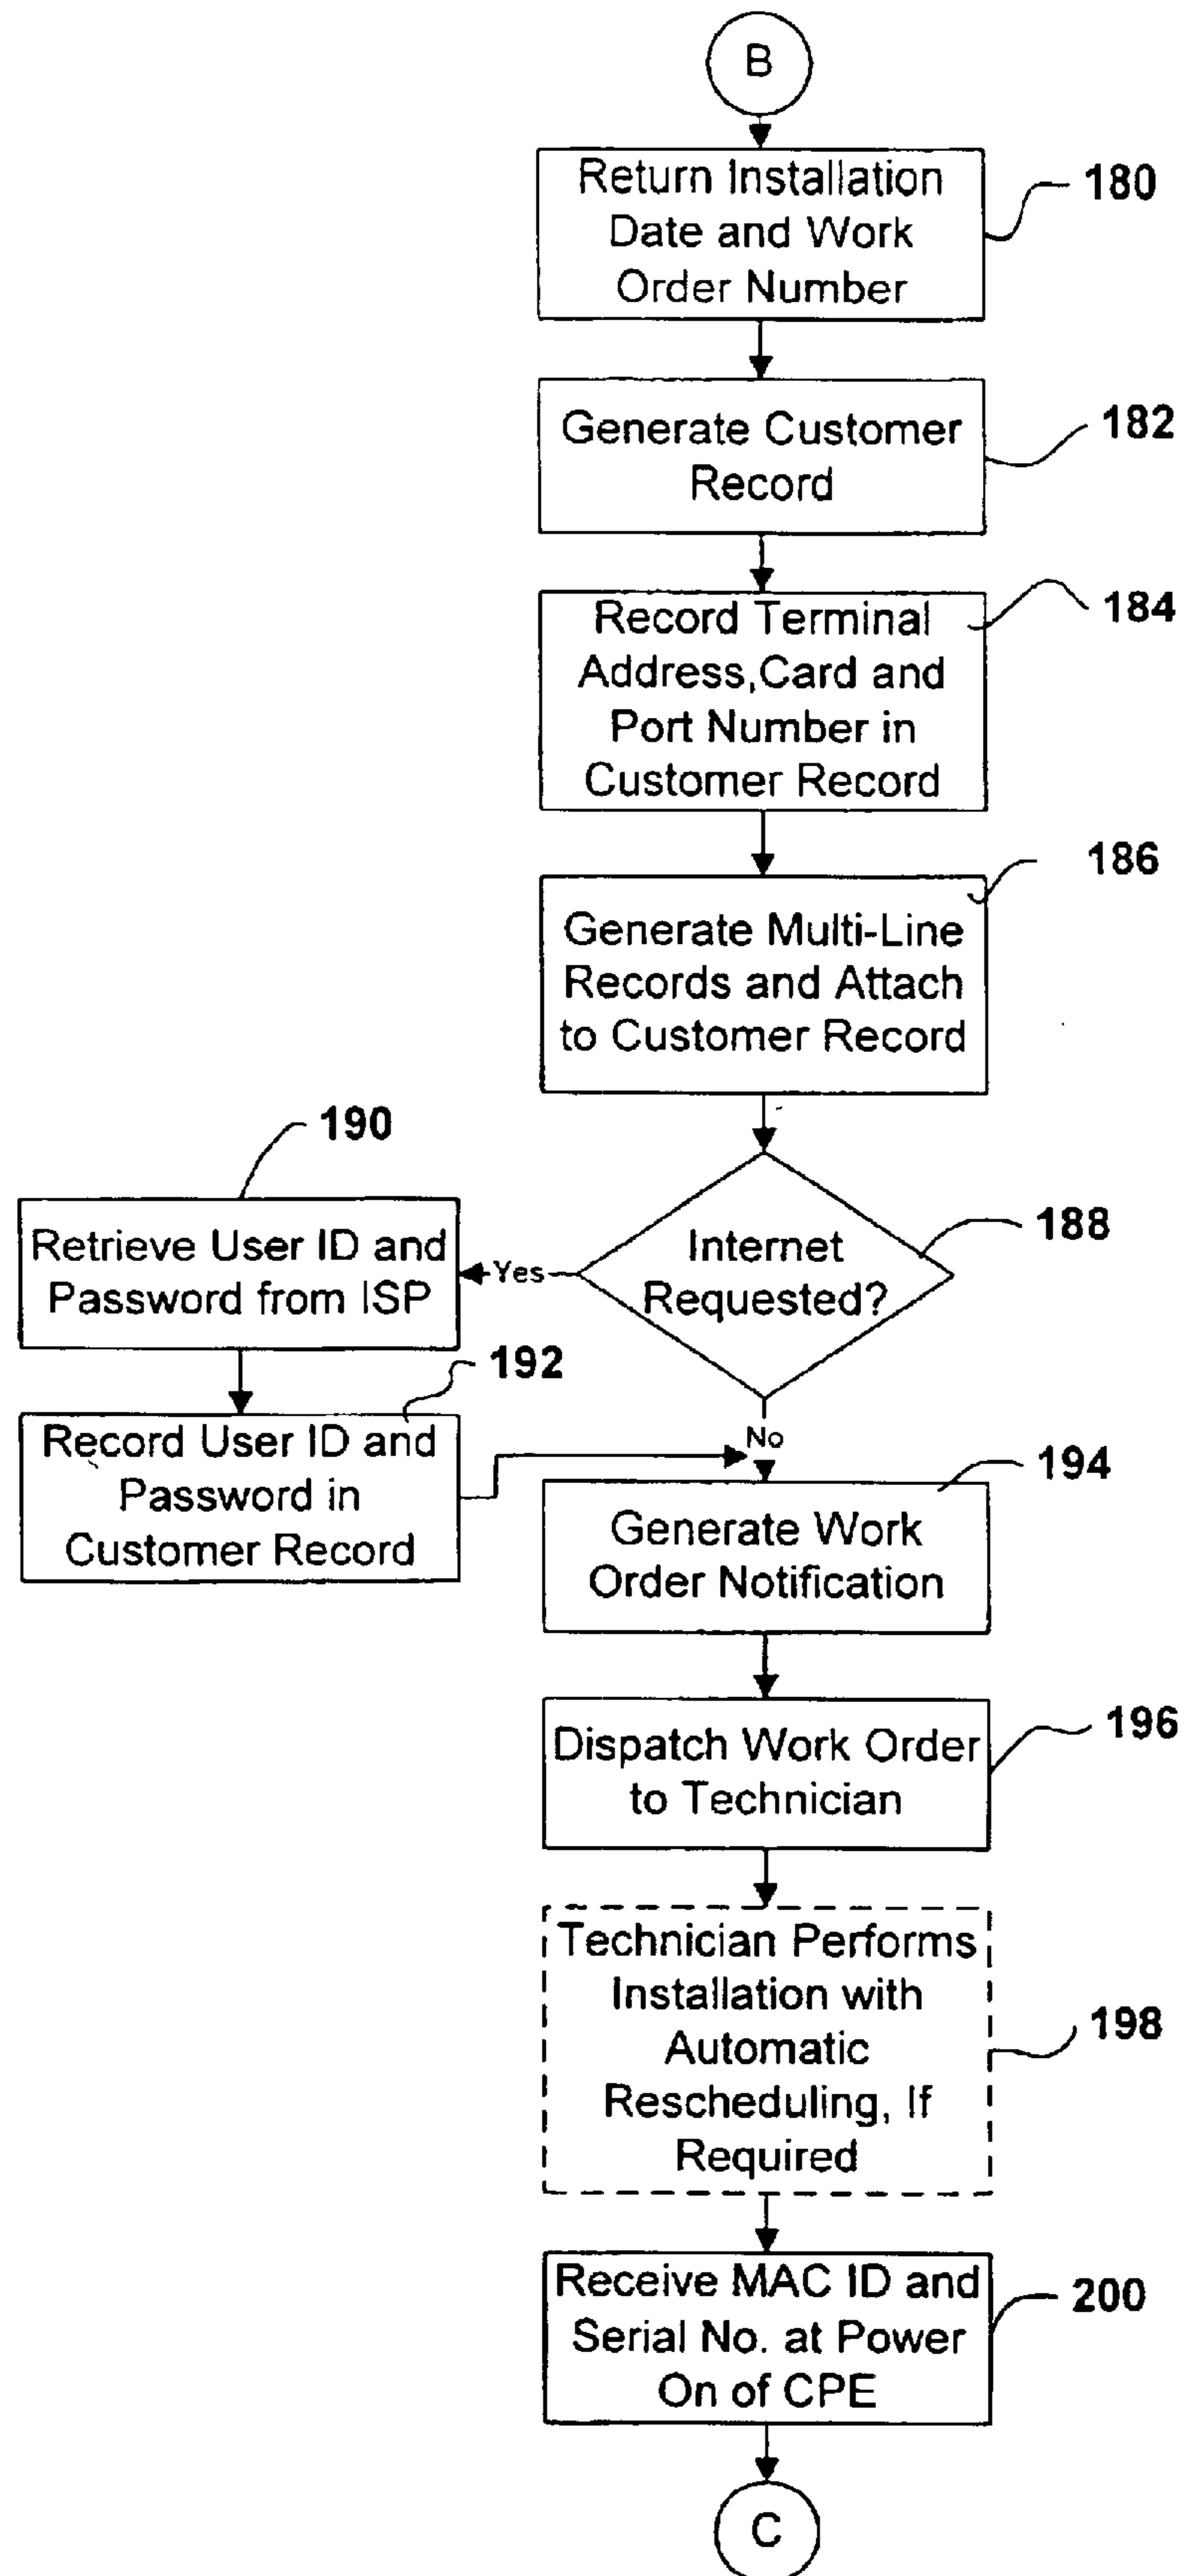 B
Return Installation
Date and Work
Order Number
180
Generate Customer
Record
182
Record Terminal
Address,Card and
Port Number in
Customer Record
184
Generate Multi-Line
Records and Attach
to Customer Record
186
Internet
Requested?
188
Yes
190
Retrieve User ID and
Password from ISP
192
Record User ID and
Password in
Customer Record
No
Generate Work
Order Notification
194
Dispatch Work Order
to Technician
196
Technician Performs
Installation with
Automatic
Rescheduling, If
Required
198
Receive MAC ID and
Serial No. at Power
On of CPE
200
C